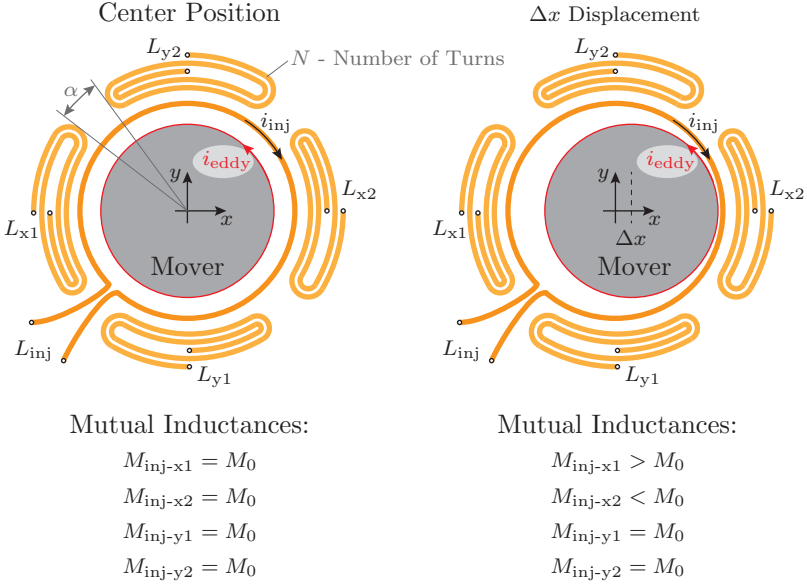 Center Position
L_y2
N - Number of Turns
α
i_inj
i_eddy
y
x
L_x1
L_x2
Mover
L_inj
L_y1
Mutual Inductances:
M_inj-x1 = M_0
M_inj-x2 = M_0
M_inj-y1 = M_0
M_inj-y2 = M_0
Δx Displacement
L_y2
i_inj
i_eddy
y
x
L_x1
L_x2
Δx
Mover
L_inj
L_y1
Mutual Inductances:
M_inj-x1 > M_0
M_inj-x2 < M_0
M_inj-y1 = M_0
M_inj-y2 = M_0